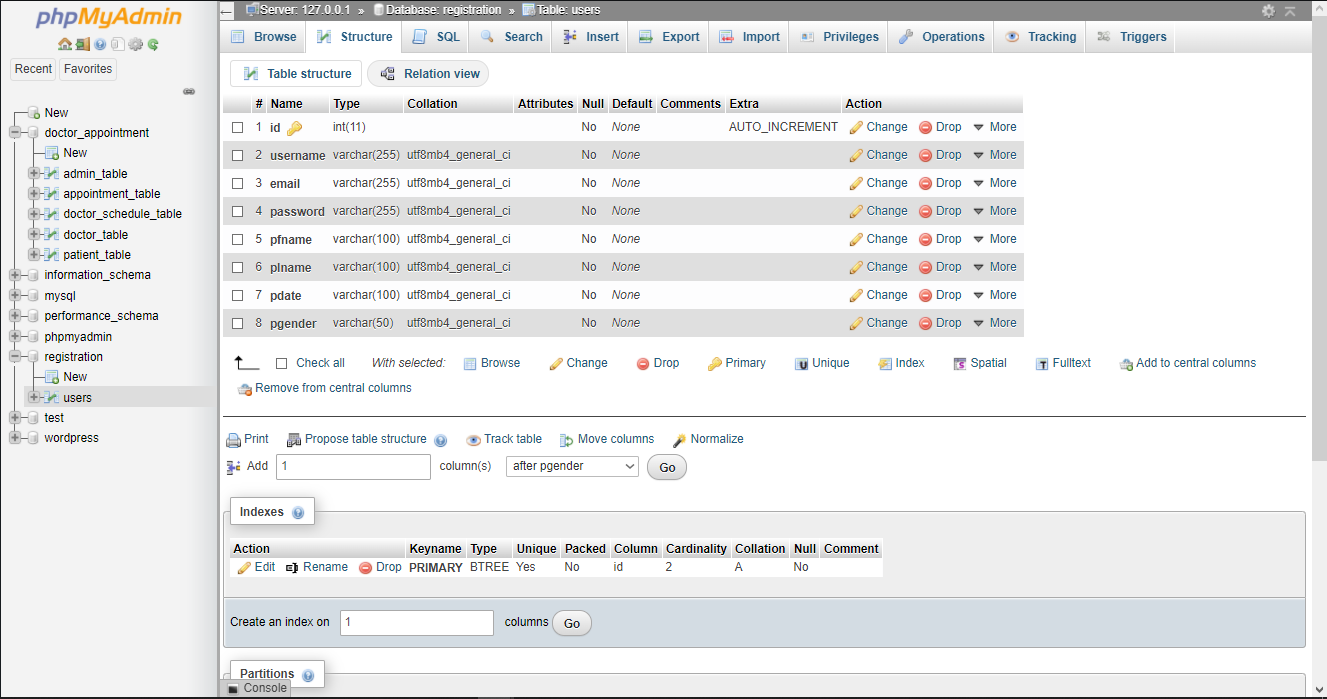 phpMyAdmin
Recent Favorites
New
doctor_appointment
New
admin_table
appointment_table
doctor_schedule_table
doctor_table
patient_table
information_schema
mysql
performance_schema
phpmyadmin
registration
New
users
test
wordpress
Server: 127.0.0.1 » Database: registration » Table: users
Browse Structure SQL Search Insert Export Import Privileges Operations Tracking Triggers
Table structure Relation view
# Name Type Collation Attributes Null Default Comments Extra Action
1 id int(11) No None AUTO_INCREMENT Change Drop More
2 username varchar(255) utf8mb4_general_ci No None Change Drop More
3 email varchar(255) utf8mb4_general_ci No None Change Drop More
4 password varchar(255) utf8mb4_general_ci No None Change Drop More
5 pfname varchar(100) utf8mb4_general_ci No None Change Drop More
6 plname varchar(100) utf8mb4_general_ci No None Change Drop More
7 pdate varchar(100) utf8mb4_general_ci No None Change Drop More
8 pgender varchar(50) utf8mb4_general_ci No None Change Drop More
Check all With selected: Browse Change Drop Primary Unique Index Spatial Fulltext Add to central columns
Remove from central columns
Print Propose table structure Track table Move columns Normalize
Add 1 column(s) after pgender Go
Indexes
Action Keyname Type Unique Packed Column Cardinality Collation Null Comment
Edit Rename Drop PRIMARY BTREE Yes No id 2 A No
Create an index on 1 columns Go
Partitions
Console